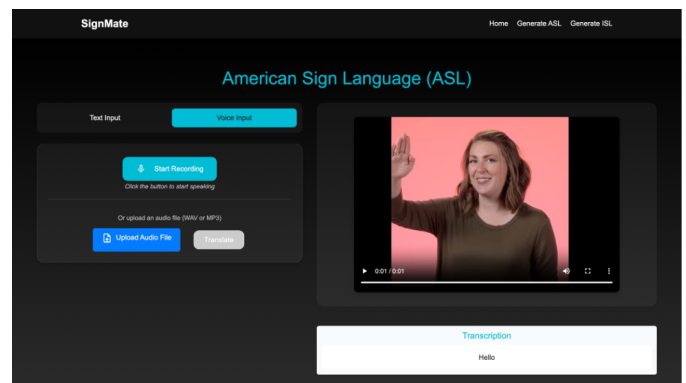 SignMate
Home Generate ASL Generate ISL
American Sign Language (ASL)
Text Input Voice Input
Start Recording
Click the button to start speaking
Or upload an audio file (WAV or MP3)
Upload Audio File Translate
0:01 / 0:01
Transcription
Hello